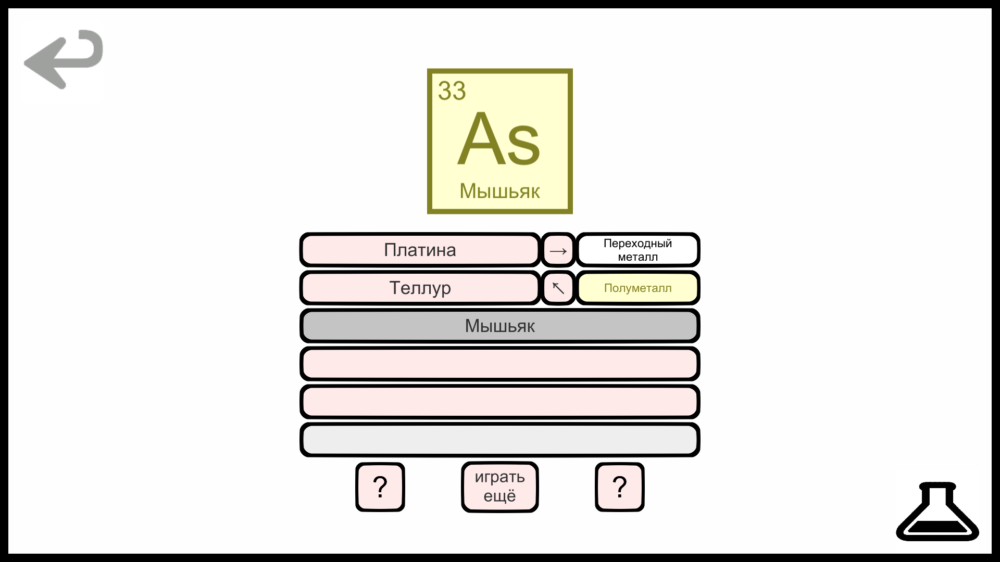 33
As
Мышьяк
Платина → Переходный
металл
Теллур ↖ Полуметалл
Мышьяк
? играть ?
ещё